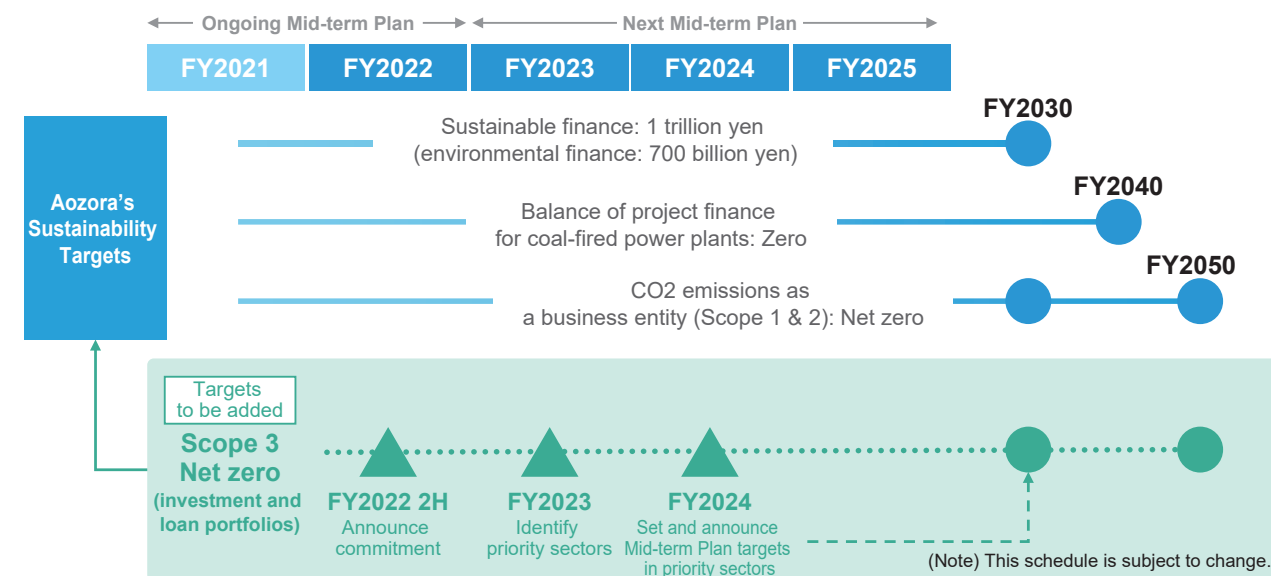 Ongoing Mid-term Plan
Next Mid-term Plan
FY2021
FY2022
FY2023
FY2024
FY2025
Aozora's
Sustainability
Targets
Sustainable finance: 1 trillion yen
(environmental finance: 700 billion yen)
FY2030
Balance of project finance
for coal-fired power plants: Zero
FY2040
CO2 emissions as
a business entity (Scope 1 & 2): Net zero
FY2050
Targets
to be added
Scope 3
Net zero
(investment and
loan portfolios)
FY2022 2H
Announce
commitment
FY2023
Identify
priority sectors
FY2024
Set and announce
Mid-term Plan targets
in priority sectors
(Note) This schedule is subject to change.